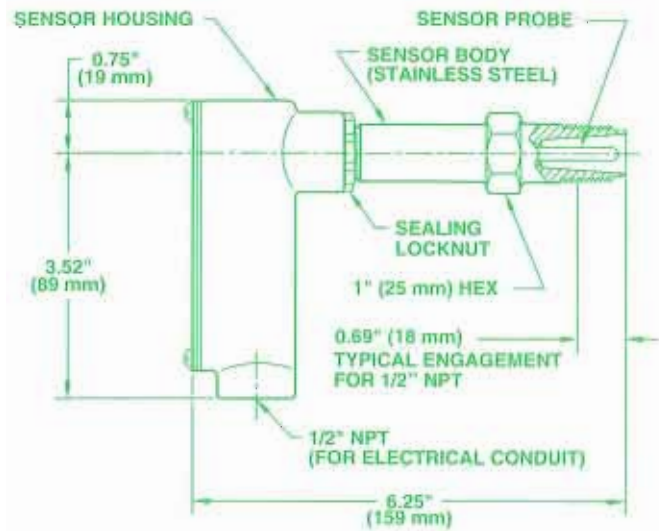 SENSOR HOUSING
SENSOR PROBE
0.75"
(19 mm)
SENSOR BODY
(STAINLESS STEEL)
SEALING
LOCKNUT
3.52"
(89 mm)
1" (25 mm) HEX
0.69" (18 mm)
TYPICAL ENGAGEMENT
FOR 1/2" NPT
1/2" NPT
(FOR ELECTRICAL CONDUIT)
6.25"
(159 mm)